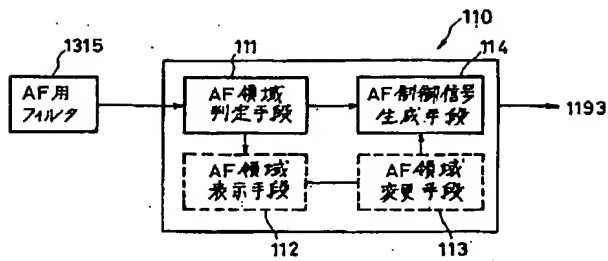 110
1315
111
114
AF用
フィルタ
AF領域
判定手段
AF制御信号
生成手段
1193
AF領域
表示手段
AF領域
変更手段
112
113